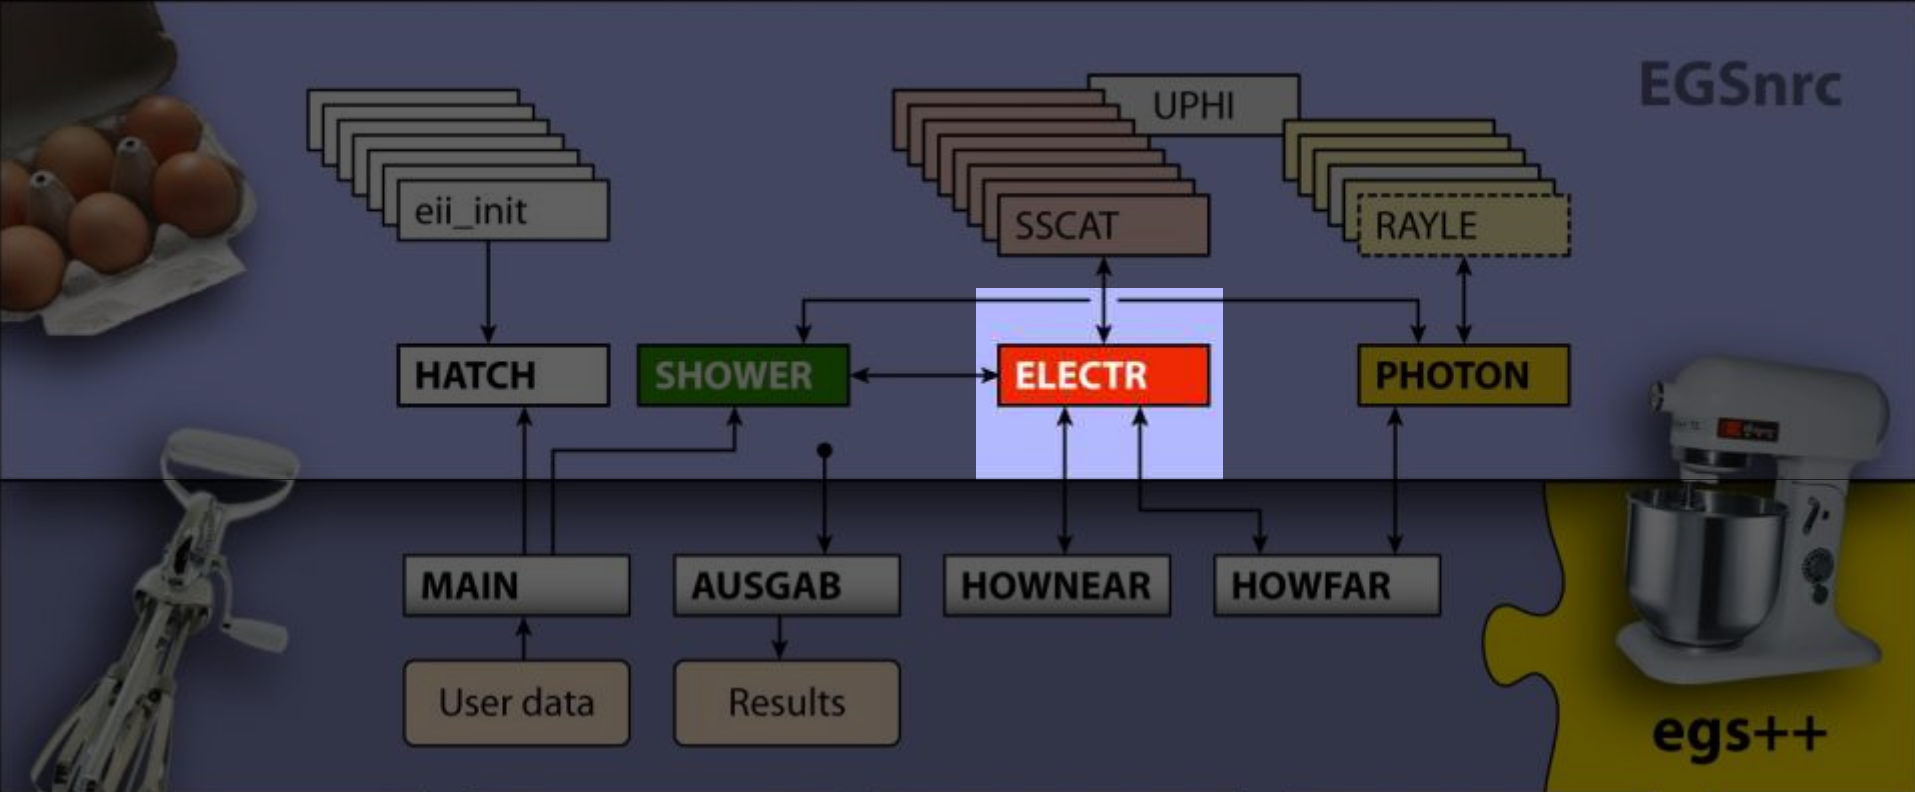 EGSnrc
UPHI
eii_init
SSCAT
RAYLE
HATCH
SHOWER
ELECTR
PHOTON
MAIN
AUSGAB
HOWNEAR
HOWFAR
User data
Results
egs++